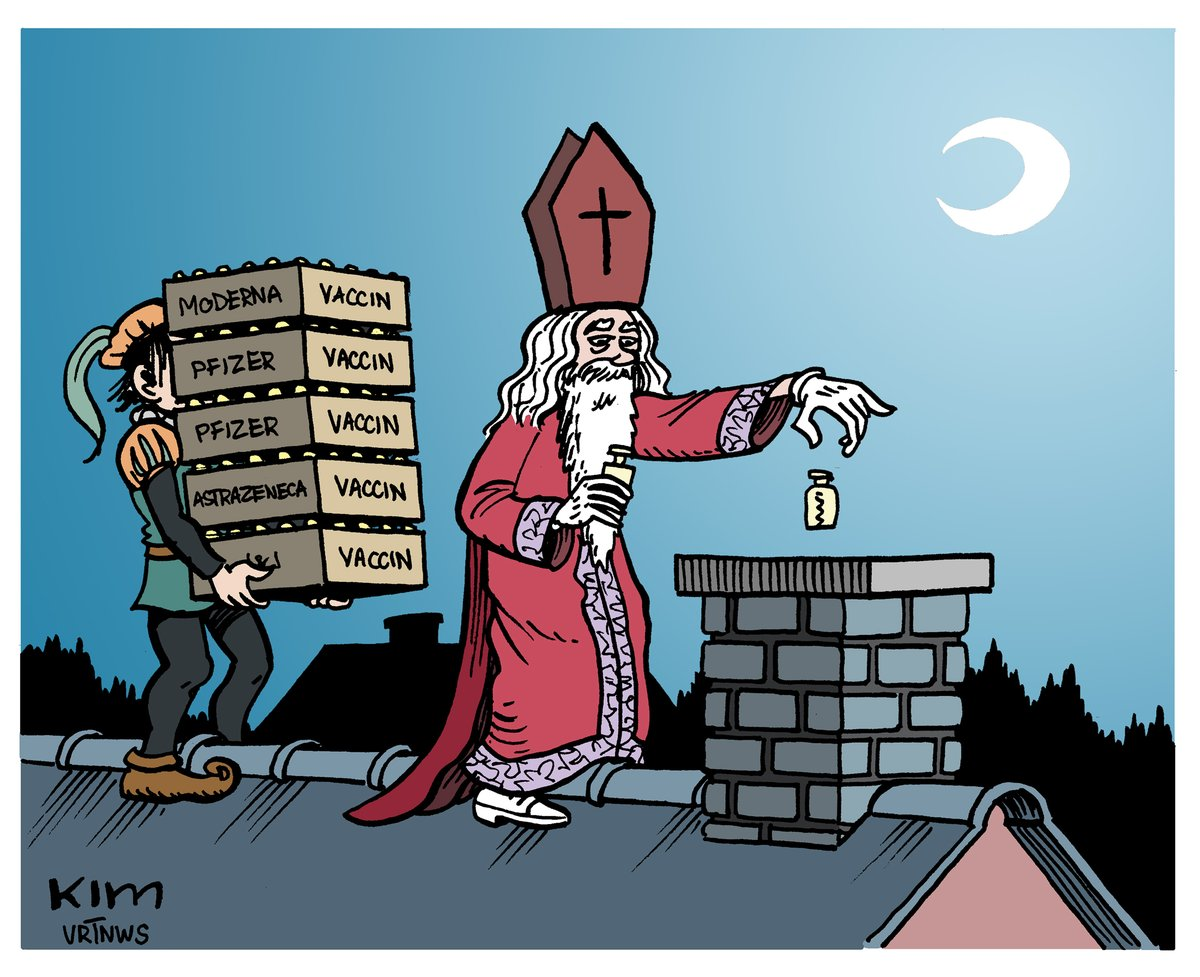 MODERNA VACCIN
PFIZER VACCIN
PFIZER VACCIN
ASTRAZENECA VACCIN
VACCIN
KIM
VRTNWS